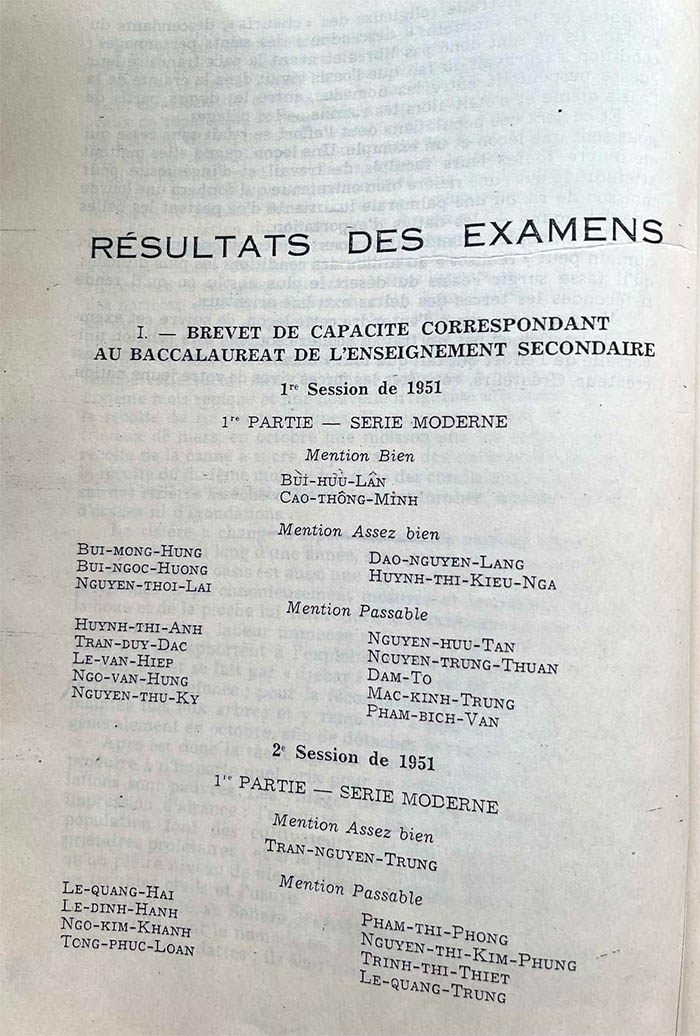 RÉSULTATS DES EXAMENS
I. — BREVET DE CAPACITE CORRESPONDANT
AU BACCALAUREAT DE L'ENSEIGNEMENT SECONDAIRE
1re Session de 1951
1re PARTIE — SERIE MODERNE
Mention Bien
BÙI-HUÙ-LÂN
CAO-THÔNG-MINH
Mention Assez bien
BUI-MONG-HUNG
BUI-NGOC-HUONG
NGUYEN-THOI-LAI
DAO-NGUYEN-LANG
HUYNH-THI-KIEU-NGA
Mention Passable
HUYNH-THI-ANH
TRAN-DUY-DAC
LE-VAN-HIEP
NGO-VAN-HUNG
NGUYEN-THU-KY
NGUYEN-HUU-TAN
NGUYEN-TRUNG-THUAN
DAM-TO
MAC-KINH-TRUNG
PHAM-BICH-VAN
2e Session de 1951
1re PARTIE — SERIE MODERNE
Mention Assez bien
TRAN-NGUYEN-TRUNG
Mention Passable
LE-QUANG-HAI
LE-DINH-HANH
NGO-KIM-KHANH
TONG-PHUC-LOAN
PHAM-THI-PHONG
NGUYEN-THI-KIM-PHUNG
TRINH-THI-THIET
LE-QUANG-TRUNG